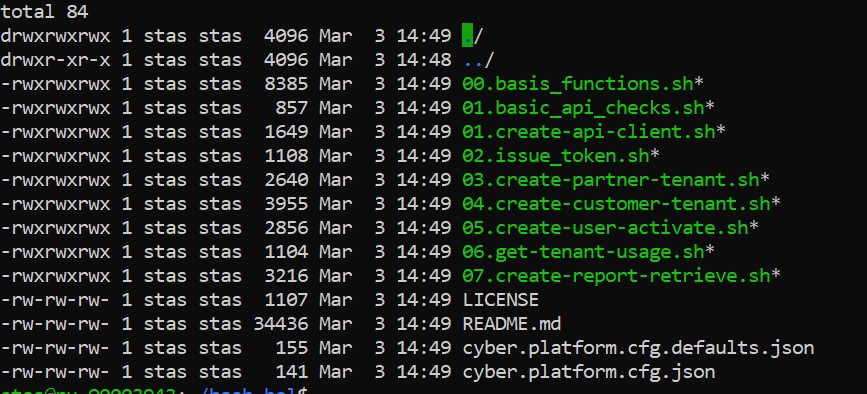 total 84
drwxrwxrwx 1 stas stas  4096 Mar  3 14:49 ./
drwxr-xr-x 1 stas stas  4096 Mar  3 14:48 ../
-rwxrwxrwx 1 stas stas  8385 Mar  3 14:49 00.basis_functions.sh*
-rwxrwxrwx 1 stas stas   857 Mar  3 14:49 01.basic_api_checks.sh*
-rwxrwxrwx 1 stas stas  1649 Mar  3 14:49 01.create-api-client.sh*
-rwxrwxrwx 1 stas stas  1108 Mar  3 14:49 02.issue_token.sh*
-rwxrwxrwx 1 stas stas  2640 Mar  3 14:49 03.create-partner-tenant.sh*
-rwxrwxrwx 1 stas stas  3955 Mar  3 14:49 04.create-customer-tenant.sh*
-rwxrwxrwx 1 stas stas  2856 Mar  3 14:49 05.create-user-activate.sh*
-rwxrwxrwx 1 stas stas  1104 Mar  3 14:49 06.get-tenant-usage.sh*
-rwxrwxrwx 1 stas stas  3216 Mar  3 14:49 07.create-report-retrieve.sh*
-rw-rw-rw- 1 stas stas  1107 Mar  3 14:49 LICENSE
-rw-rw-rw- 1 stas stas 34436 Mar  3 14:49 README.md
-rw-rw-rw- 1 stas stas   155 Mar  3 14:49 cyber.platform.cfg.defaults.json
-rw-rw-rw- 1 stas stas   141 Mar  3 14:49 cyber.platform.cfg.json